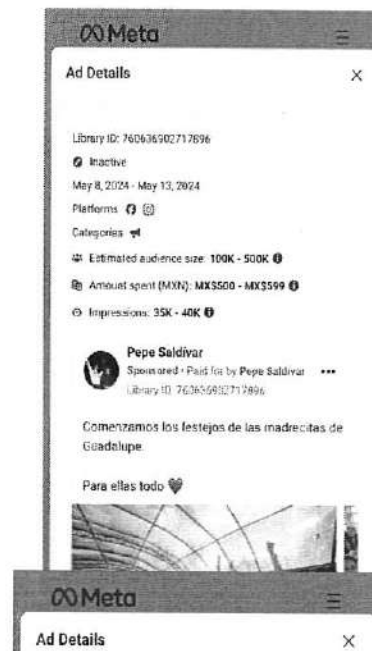 Meta
Ad Details
Library ID: 760636902717896
Inactive
May 8, 2024 - May 13, 2024
Platforms
Categories
Estimated audience size: 100K - 500K
Amount spent (MXN): MX$500 - MX$599
Impressions: 35K - 40K
Pepe Saldívar
Sponsored • Paid for by Pepe Saldívar
Library ID: 760636902717896
Comenzamos los festejos de las madrecitas de
Guadalupe.
Para ellas todo
Meta
Ad Details